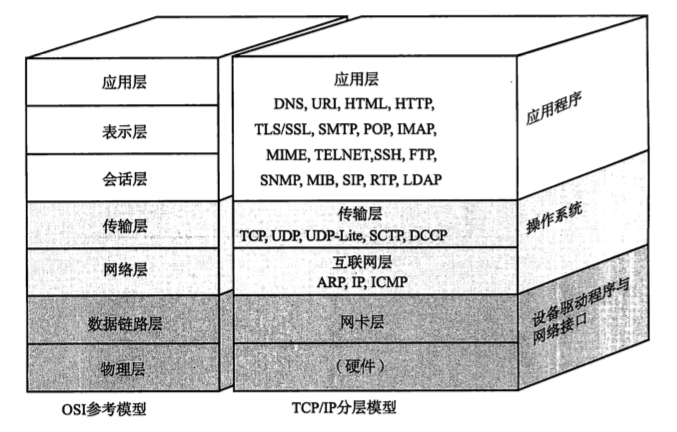 应用层
表示层
会话层
传输层
网络层
数据链路层
物理层
OSI参考模型
应用层
DNS, URI, HTML, HTTP,
TLS/SSL, SMTP, POP, IMAP,
MIME, TELNET,SSH, FTP,
SNMP, MIB, SIP, RTP, LDAP
传输层
TCP, UDP, UDP-Lite, SCTP, DCCP
互联网层
ARP, IP, ICMP
网卡层
（硬件）
TCP/IP分层模型
应用程序
操作系统
设备驱动程序与
网络接口